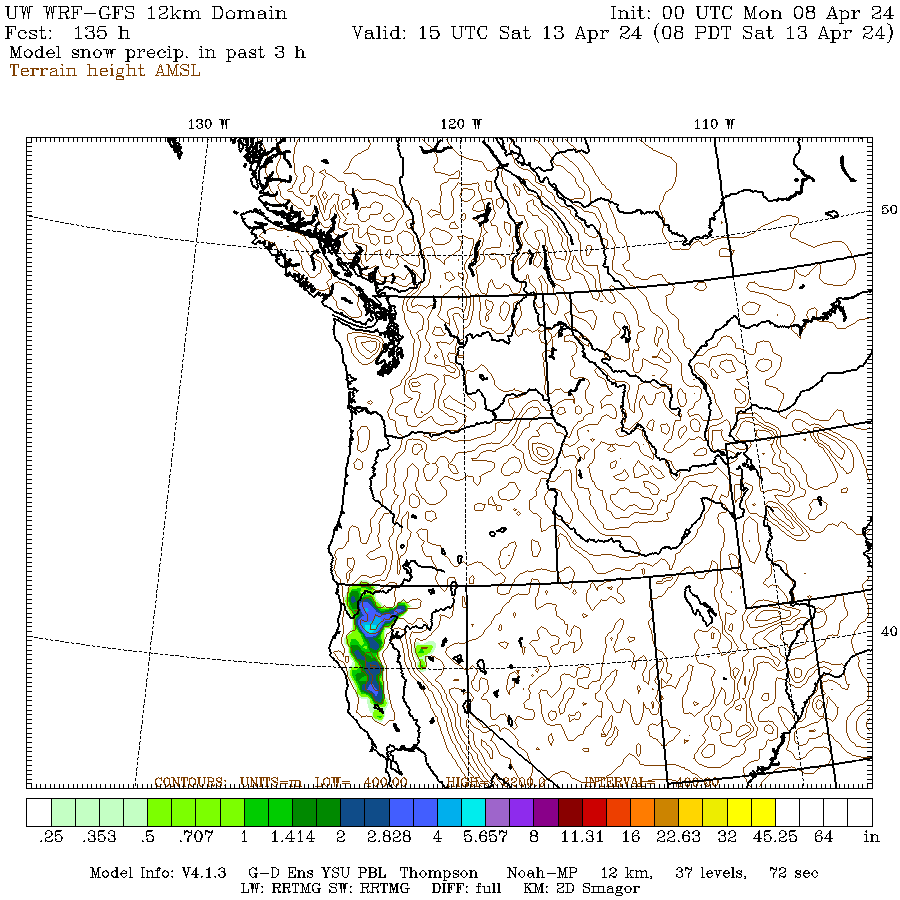 UW WRF-GFS 12km Domain Init: 00 UTC Mon 08 Apr 24
Fcst: 135 h Valid: 15 UTC Sat 13 Apr 24 (08 PDT Sat 13 Apr 24)
Model snow precip. in past 3 h
Terrain height AMSL
130 W 120 W 110 W
50
40
CONTOURS: UNITS=m LOW= 400.00 HIGH= 3200.0 INTERVAL= 400.00
.25 .353 .5 .707 1 1.414 2 2.828 4 5.657 8 11.31 16 22.63 32 45.25 64 in
Model Info: V4.1.3 G-D Ens YSU PBL Thompson Noah-MP 12 km, 37 levels, 72 sec
LW: RRTMG SW: RRTMG DIFF: full KM: 2D Smagor